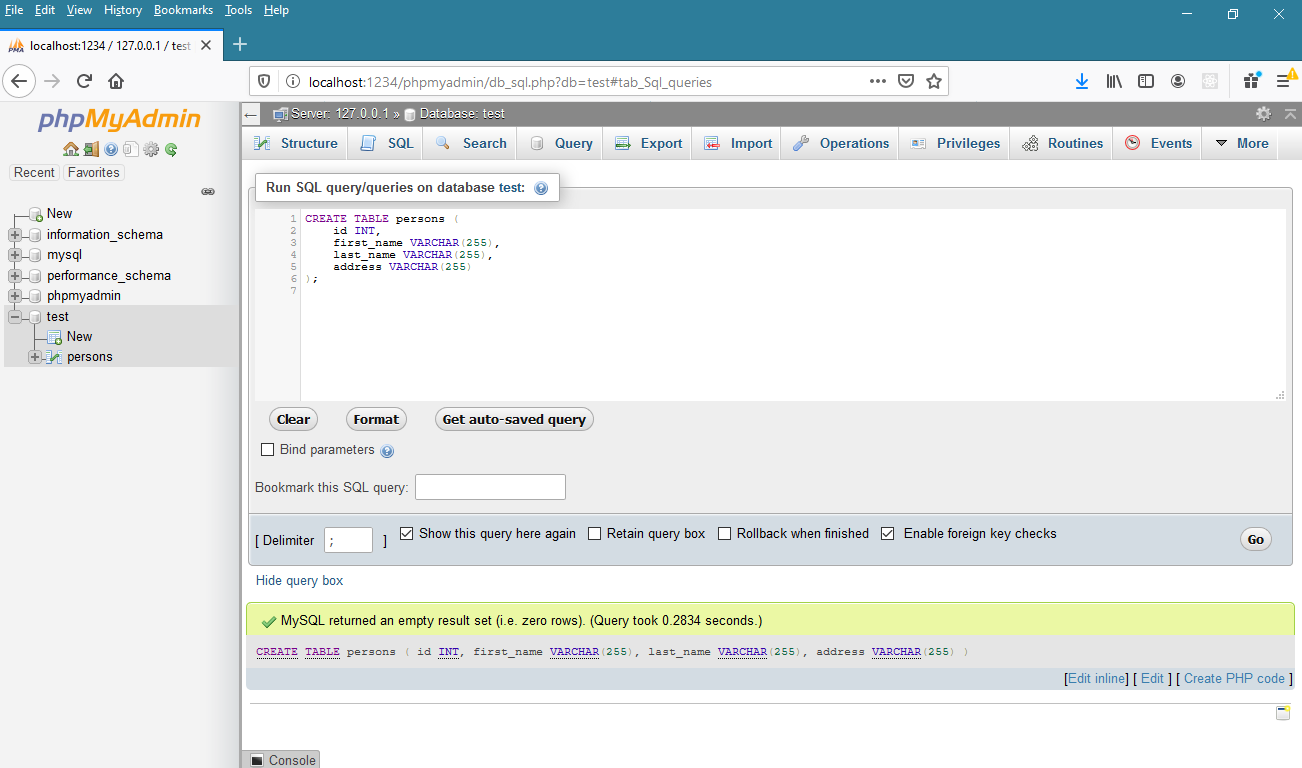 File Edit View History Bookmarks Tools Help
localhost:1234 / 127.0.0.1 / test
localhost:1234/phpmyadmin/db_sql.php?db=test#tab_Sql_queries
phpMyAdmin
Recent Favorites
New
information_schema
mysql
performance_schema
phpmyadmin
test
New
persons
Server: 127.0.0.1 » Database: test
Structure SQL Search Query Export Import Operations Privileges Routines Events More
Run SQL query/queries on database test:
1 CREATE TABLE persons (
2 id INT,
3 first_name VARCHAR(255),
4 last_name VARCHAR(255),
5 address VARCHAR(255)
6 );
7
Clear Format Get auto-saved query
Bind parameters
Bookmark this SQL query:
[ Delimiter ; ] Show this query here again Retain query box Rollback when finished Enable foreign key checks Go
Hide query box
MySQL returned an empty result set (i.e. zero rows). (Query took 0.2834 seconds.)
CREATE TABLE persons ( id INT, first_name VARCHAR(255), last_name VARCHAR(255), address VARCHAR(255) )
[Edit inline] [ Edit ] [ Create PHP code ]
Console